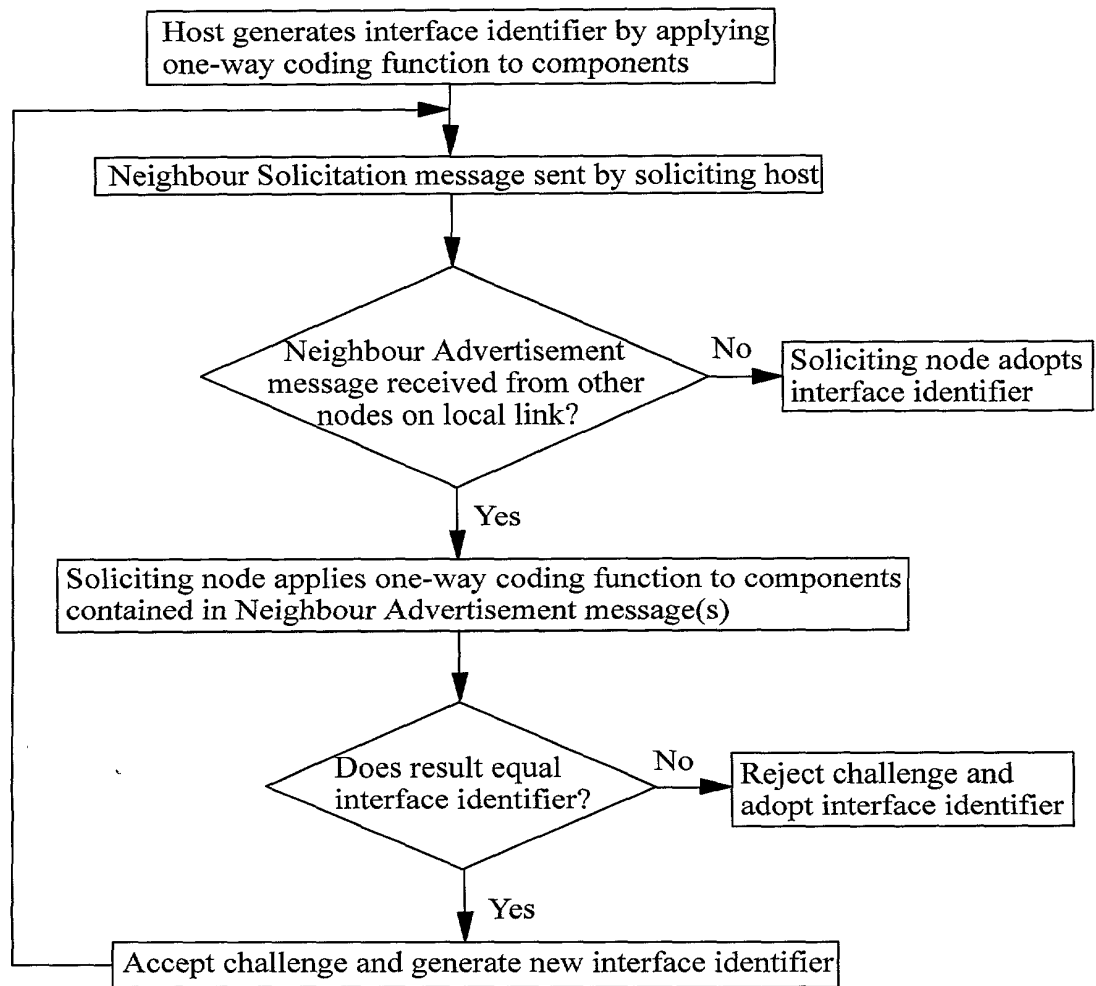 Host generates interface identifier by applying
one-way coding function to components
Neighbour Solicitation message sent by soliciting host
Neighbour Advertisement
message received from other
nodes on local link?
No
Soliciting node adopts
interface identifier
Yes
Soliciting node applies one-way coding function to components
contained in Neighbour Advertisement message(s)
Does result equal
interface identifier?
No
Reject challenge and
adopt interface identifier
Yes
Accept challenge and generate new interface identifier